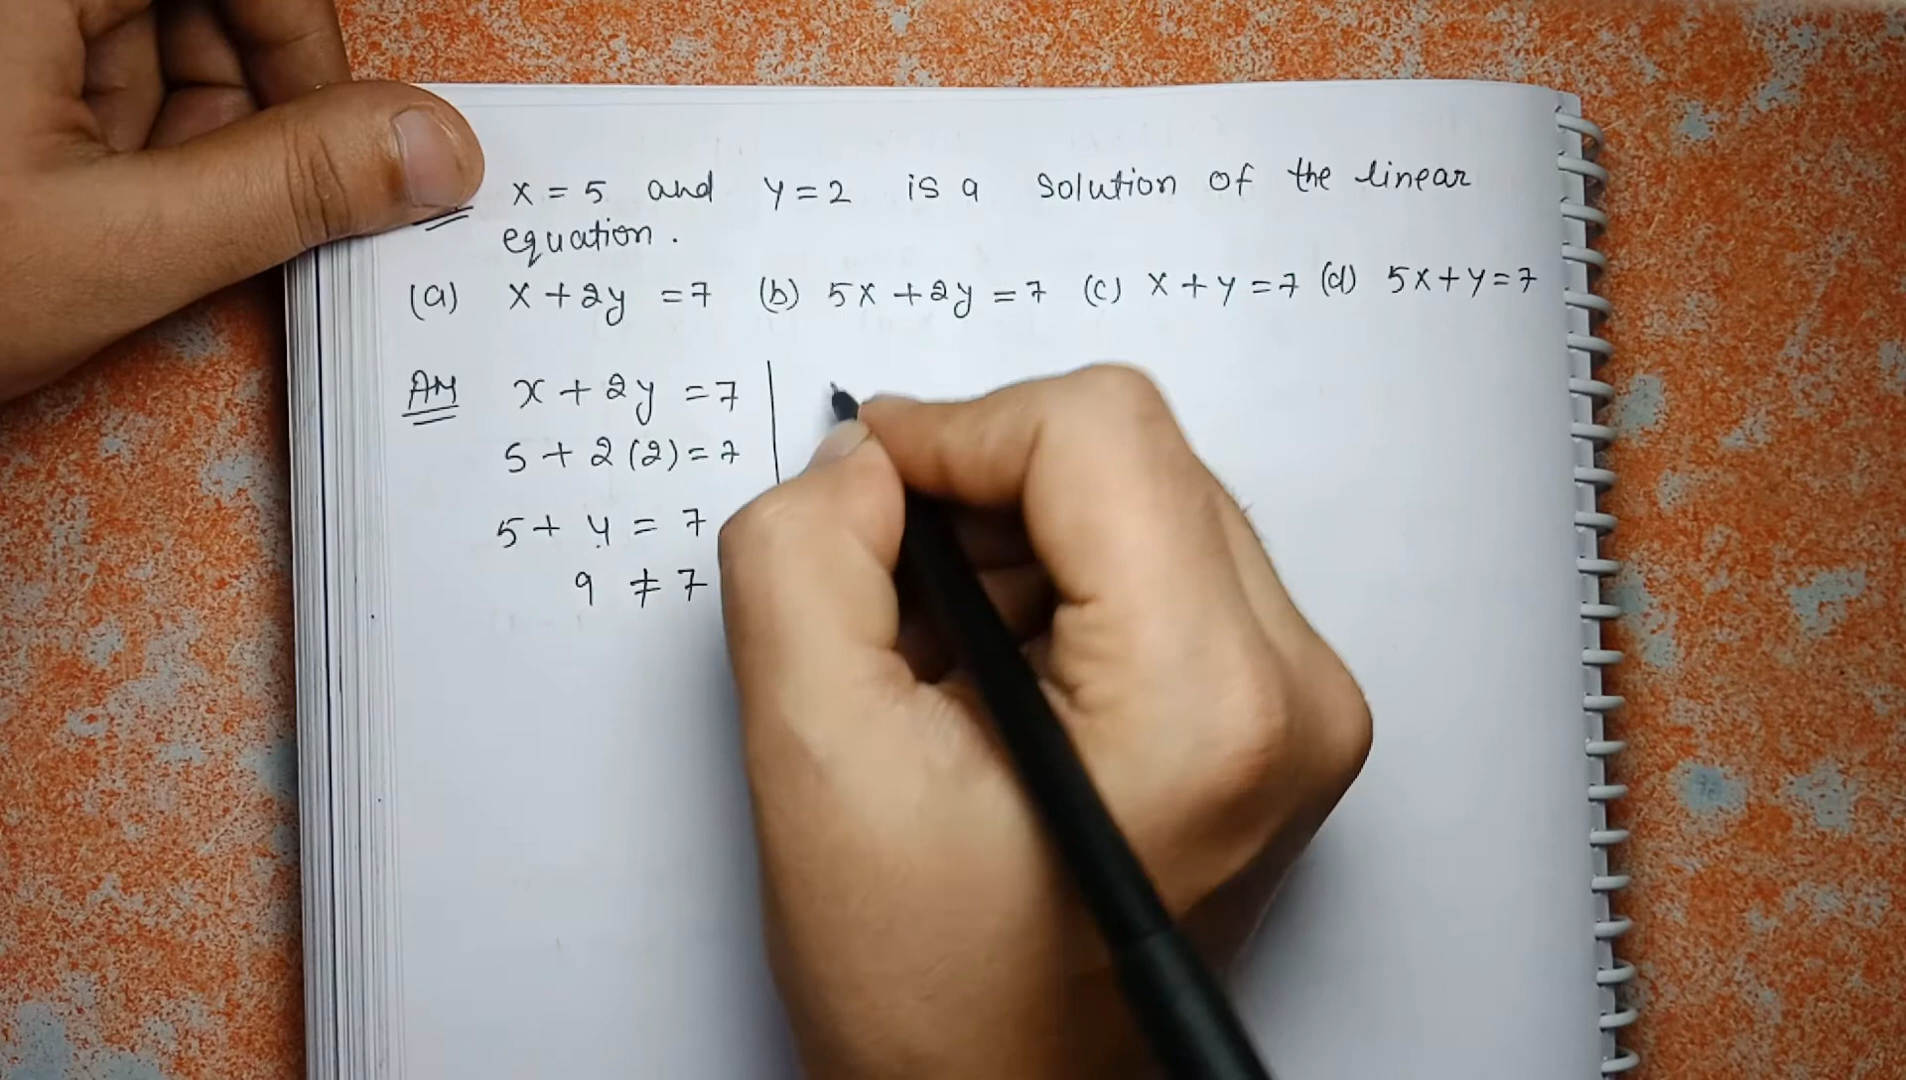 x = 5 and y = 2 is a solution of the linear
equation.
(a) x + 2y = 7 (b) 5x + 2y = 7 (c) x + y = 7 (d) 5x + y = 7
Ans x + 2y = 7
5 + 2(2) = 7
5 + 4 = 7
9 ≠ 7